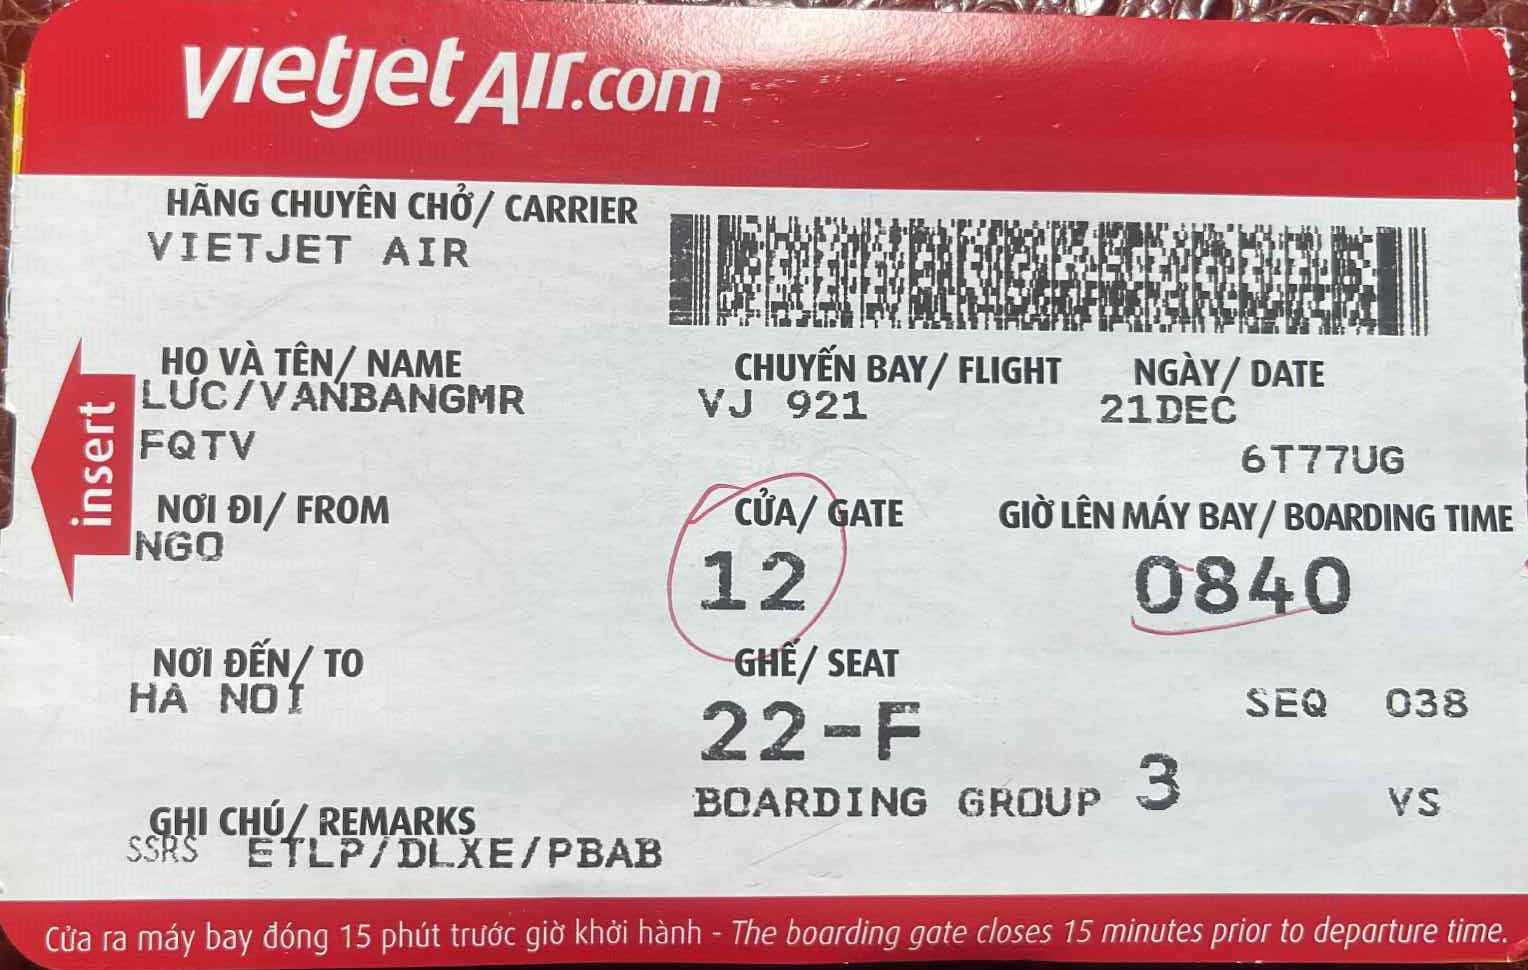 vietjetAir.com
HÃNG CHUYÊN CHỞ/ CARRIER
VIETJET AIR
HỌ VÀ TÊN/ NAME
LUC/VANBANGMR
FQTV
CHUYẾN BAY/ FLIGHT
VJ 921
NGÀY/ DATE
21DEC
6T77UG
insert
NƠI ĐI/ FROM
NGO
CỬA/ GATE
12
GIỜ LÊN MÁY BAY/ BOARDING TIME
0840
NƠI ĐẾN/ TO
HA NOI
GHẾ/ SEAT
22-F
SEQ 038
BOARDING GROUP 3
VS
GHI CHÚ/ REMARKS
SSRS ETLP/DLXE/PBAB
Cửa ra máy bay đóng 15 phút trước giờ khởi hành - The boarding gate closes 15 minutes prior to departure time.